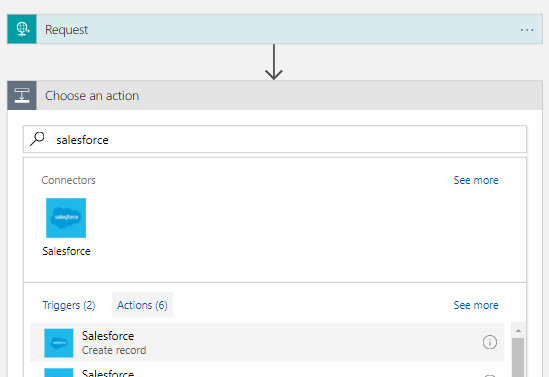 Request
Choose an action
salesforce
Connectors See more
salesforce
Salesforce
Triggers (2) Actions (6) See more
Salesforce
Create record
Salesforce